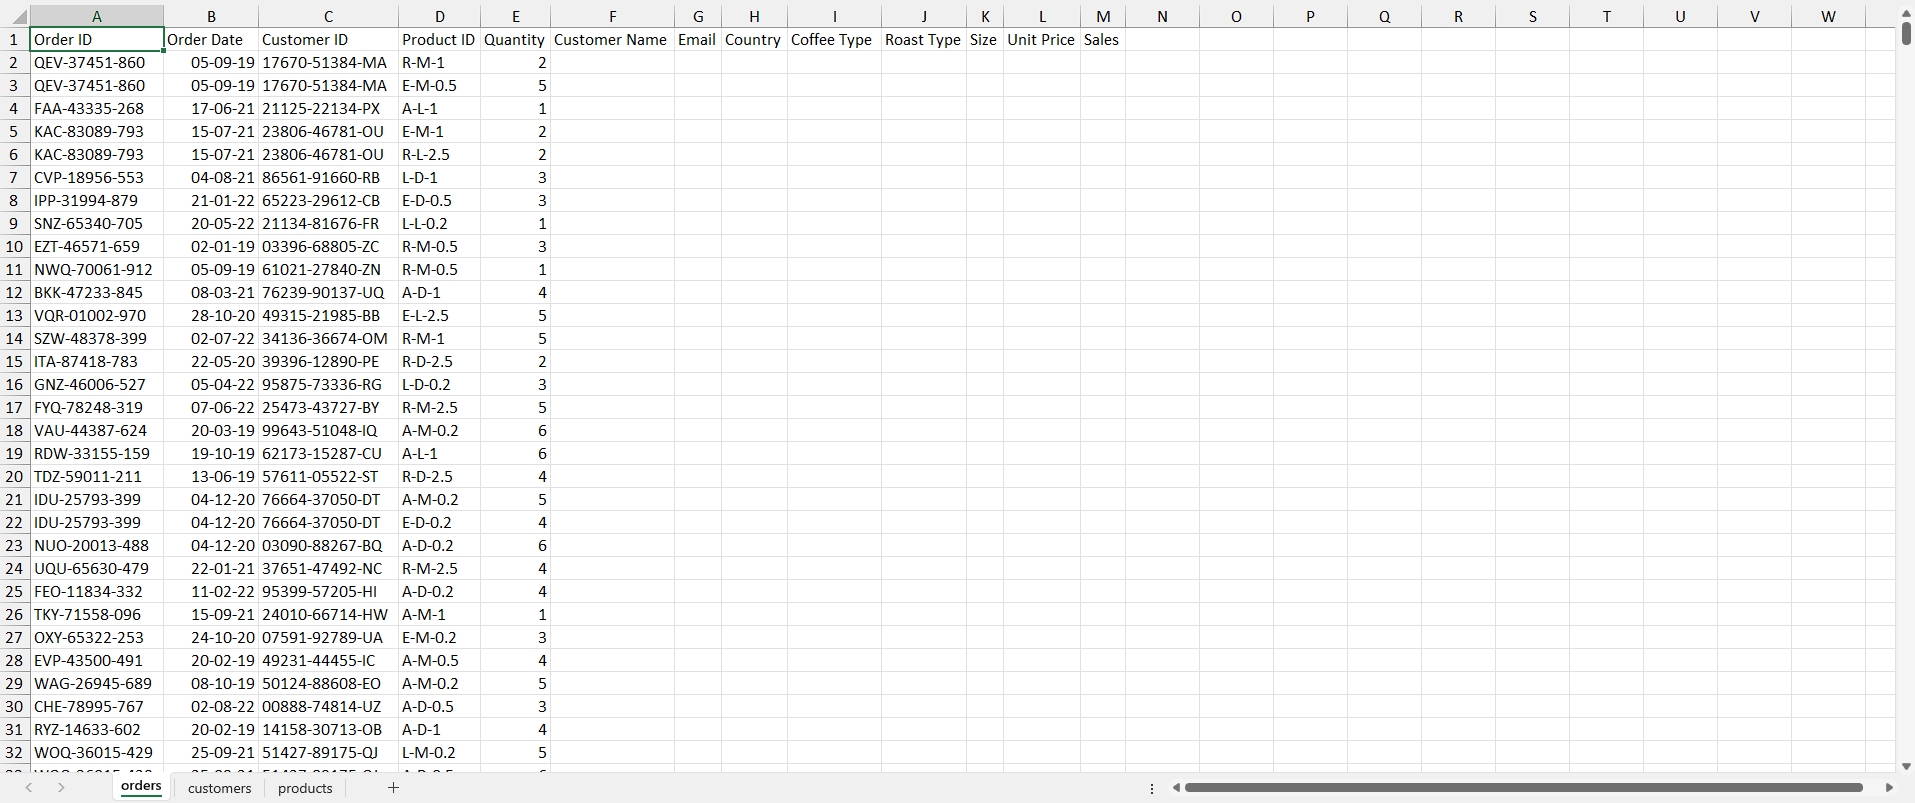 A B C D E F G H I J K L M N O P Q R S T U V W
1 Order ID Order Date Customer ID Product ID Quantity Customer Name Email Country Coffee Type Roast Type Size Unit Price Sales
2 QEV-37451-860 05-09-19 17670-51384-MA R-M-1 2
3 QEV-37451-860 05-09-19 17670-51384-MA E-M-0.5 5
4 FAA-43335-268 17-06-21 21125-22134-PX A-L-1 1
5 KAC-83089-793 15-07-21 23806-46781-OU E-M-1 2
6 KAC-83089-793 15-07-21 23806-46781-OU R-L-2.5 2
7 CVP-18956-553 04-08-21 86561-91660-RB L-D-1 3
8 IPP-31994-879 21-01-22 65223-29612-CB E-D-0.5 3
9 SNZ-65340-705 20-05-22 21134-81676-FR L-L-0.2 1
10 EZT-46571-659 02-01-19 03396-68805-ZC R-M-0.5 3
11 NWQ-70061-912 05-09-19 61021-27840-ZN R-M-0.5 1
12 BKK-47233-845 08-03-21 76239-90137-UQ A-D-1 4
13 VQR-01002-970 28-10-20 49315-21985-BB E-L-2.5 5
14 SZW-48378-399 02-07-22 34136-36674-OM R-M-1 5
15 ITA-87418-783 22-05-20 39396-12890-PE R-D-2.5 2
16 GNZ-46006-527 05-04-22 95875-73336-RG L-D-0.2 3
17 FYQ-78248-319 07-06-22 25473-43727-BY R-M-2.5 5
18 VAU-44387-624 20-03-19 99643-51048-IQ A-M-0.2 6
19 RDW-33155-159 19-10-19 62173-15287-CU A-L-1 6
20 TDZ-59011-211 13-06-19 57611-05522-ST R-D-2.5 4
21 IDU-25793-399 04-12-20 76664-37050-DT A-M-0.2 5
22 IDU-25793-399 04-12-20 76664-37050-DT E-D-0.2 4
23 NUO-20013-488 04-12-20 03090-88267-BQ A-D-0.2 6
24 UQU-65630-479 22-01-21 37651-47492-NC R-M-2.5 4
25 FEO-11834-332 11-02-22 95399-57205-HI A-D-0.2 4
26 TKY-71558-096 15-09-21 24010-66714-HW A-M-1 1
27 OXY-65322-253 24-10-20 07591-92789-UA E-M-0.2 3
28 EVP-43500-491 20-02-19 49231-44455-IC A-M-0.5 4
29 WAG-26945-689 08-10-19 50124-88608-EO A-M-0.2 5
30 CHE-78995-767 02-08-22 00888-74814-UZ A-D-0.5 3
31 RYZ-14633-602 20-02-19 14158-30713-OB A-D-1 4
32 WOQ-36015-429 25-09-21 51427-89175-QJ L-M-0.2 5
orders customers products +